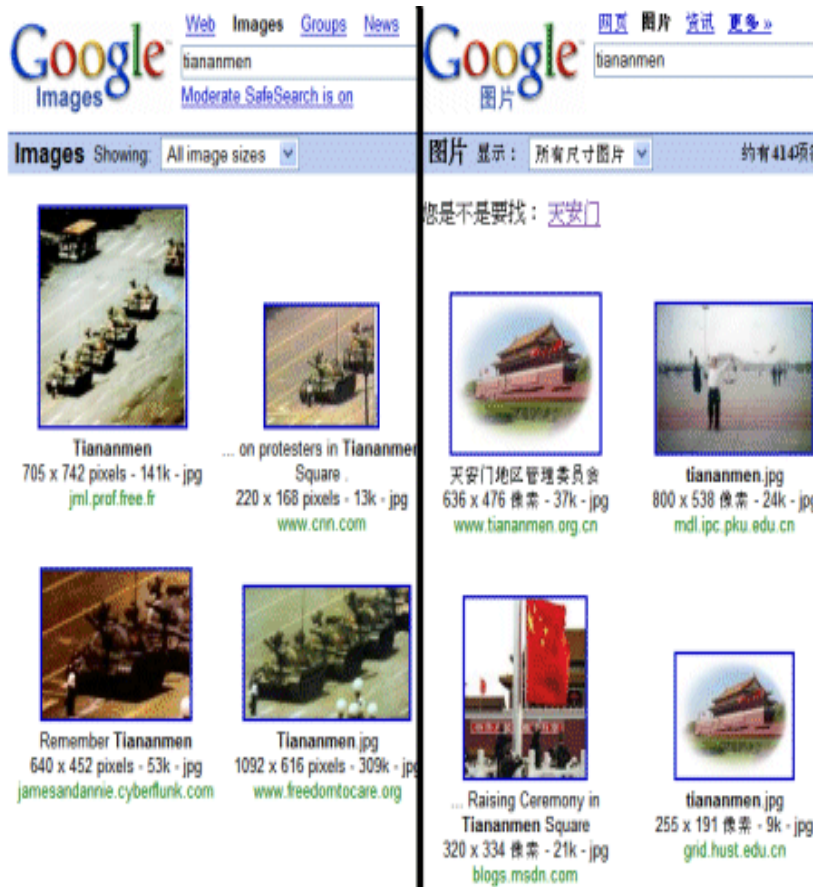 Web Images Groups News
Google
Images
tiananmen
Moderate SafeSearch is on
Images Showing: All image sizes
Tiananmen
705 x 742 pixels - 141k - jpg
jml.prof.free.fr
... on protesters in Tiananmen
Square .
220 x 168 pixels - 13k - jpg
www.cnn.com
Remember Tiananmen
640 x 452 pixels - 53k - jpg
jamesandannie.cyberflunk.com
Tiananmen.jpg
1092 x 616 pixels - 309k - jpg
www.freedomtocare.org
网页 图片 资讯 更多 »
Google
图片
tiananmen
图片 显示： 所有尺寸图片 约有414项
您是不是要找： 天安门
天安门地区管理委员会
636 x 476 像素 - 37k - jpg
www.tiananmen.org.cn
tiananmen.jpg
800 x 538 像素 - 24k - jpg
mdl.ipc.pku.edu.cn
... Raising Ceremony in
Tiananmen Square
320 x 334 像素 - 21k - jpg
blogs.msdn.com
tiananmen.jpg
255 x 191 像素 - 9k - jpg
grid.hust.edu.cn